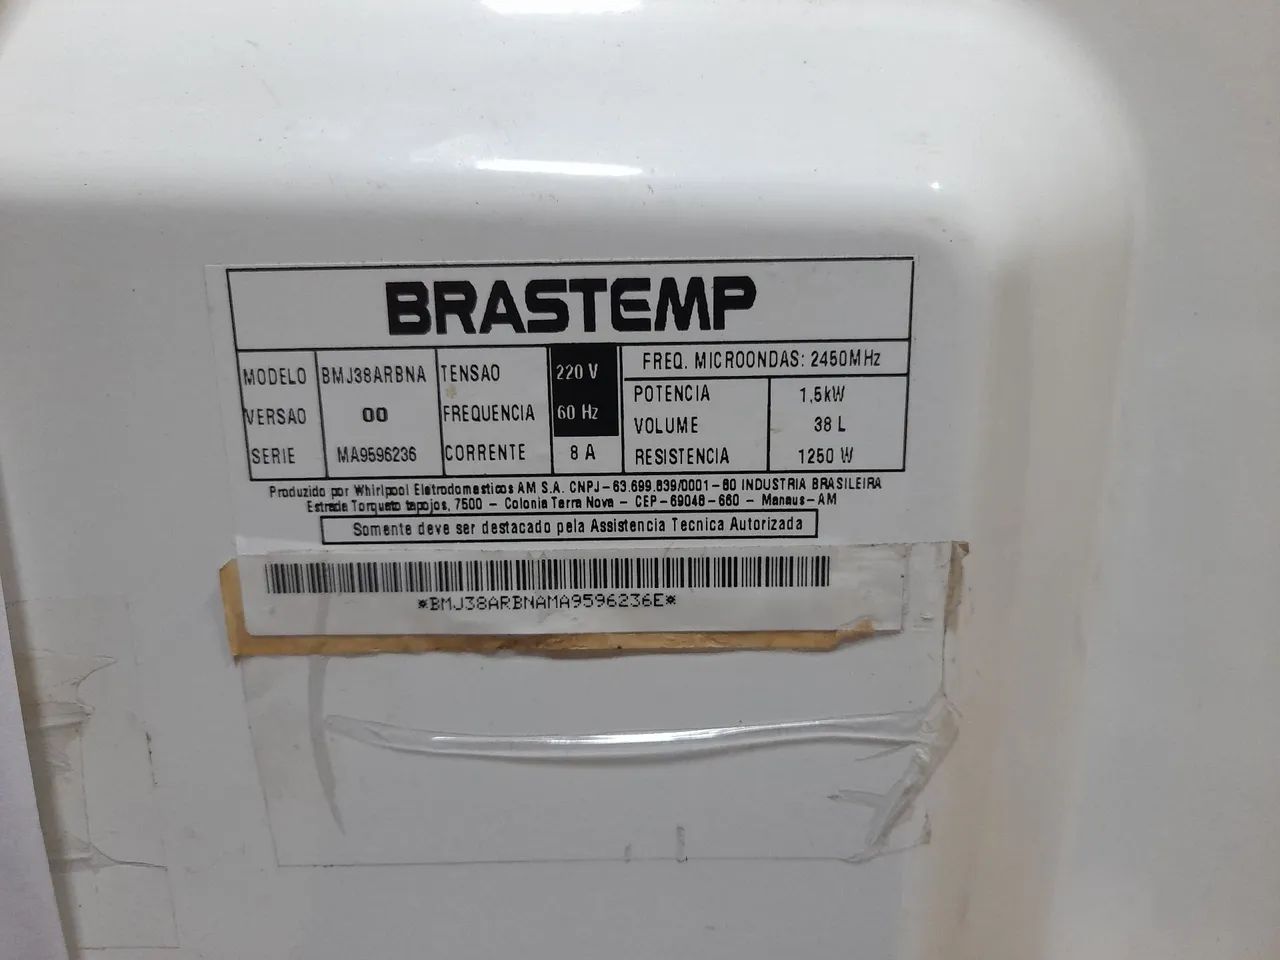 BRASTEMP
MODELO BMJ38ARBNA TENSAO 220 V FREQ. MICROONDAS: 2450MHz
VERSAO 00 FREQUENCIA 60 Hz POTENCIA 1,5kW
VOLUME 38 L
SERIE MA9596236 CORRENTE 8 A RESISTENCIA 1250 W
Produzido por Whirlpool Eletrodomesticos AM S.A. CNPJ-63.699.839/0001-80 INDUSTRIA BRASILEIRA
Estrada Torquato tapajos, 7500 - Colonia Terra Nova - CEP-69048-660 - Manaus-AM
Somente deve ser destacado pela Assistencia Tecnica Autorizada
*BMJ38ARBNAMA9596236E*